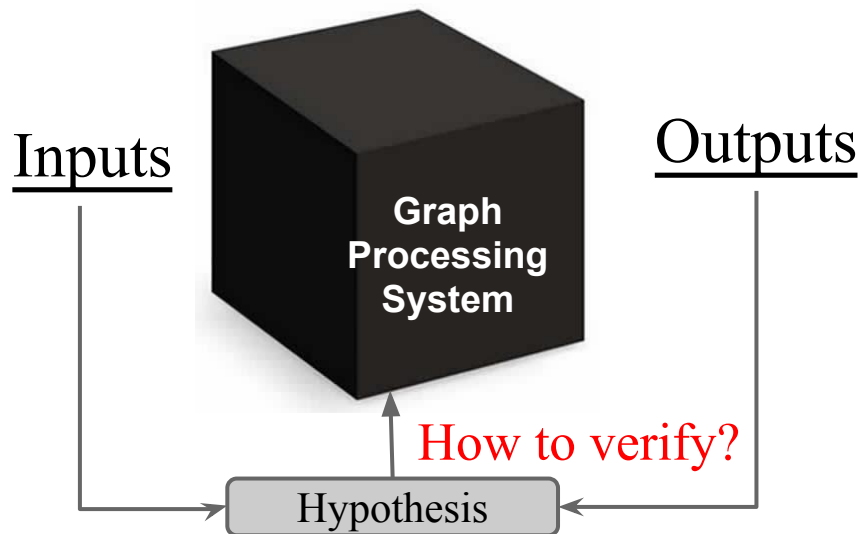 Inputs
Outputs
Graph
Processing
System
How to verify?
Hypothesis